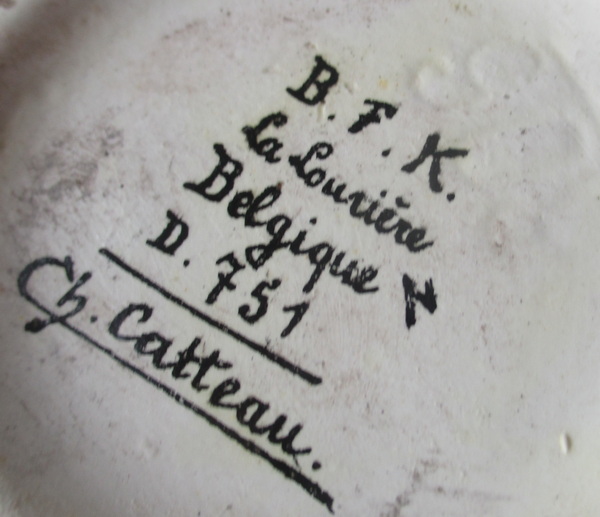 B. F. K.
La Louvière
Belgique N
D. 751
Ch. Catteau.